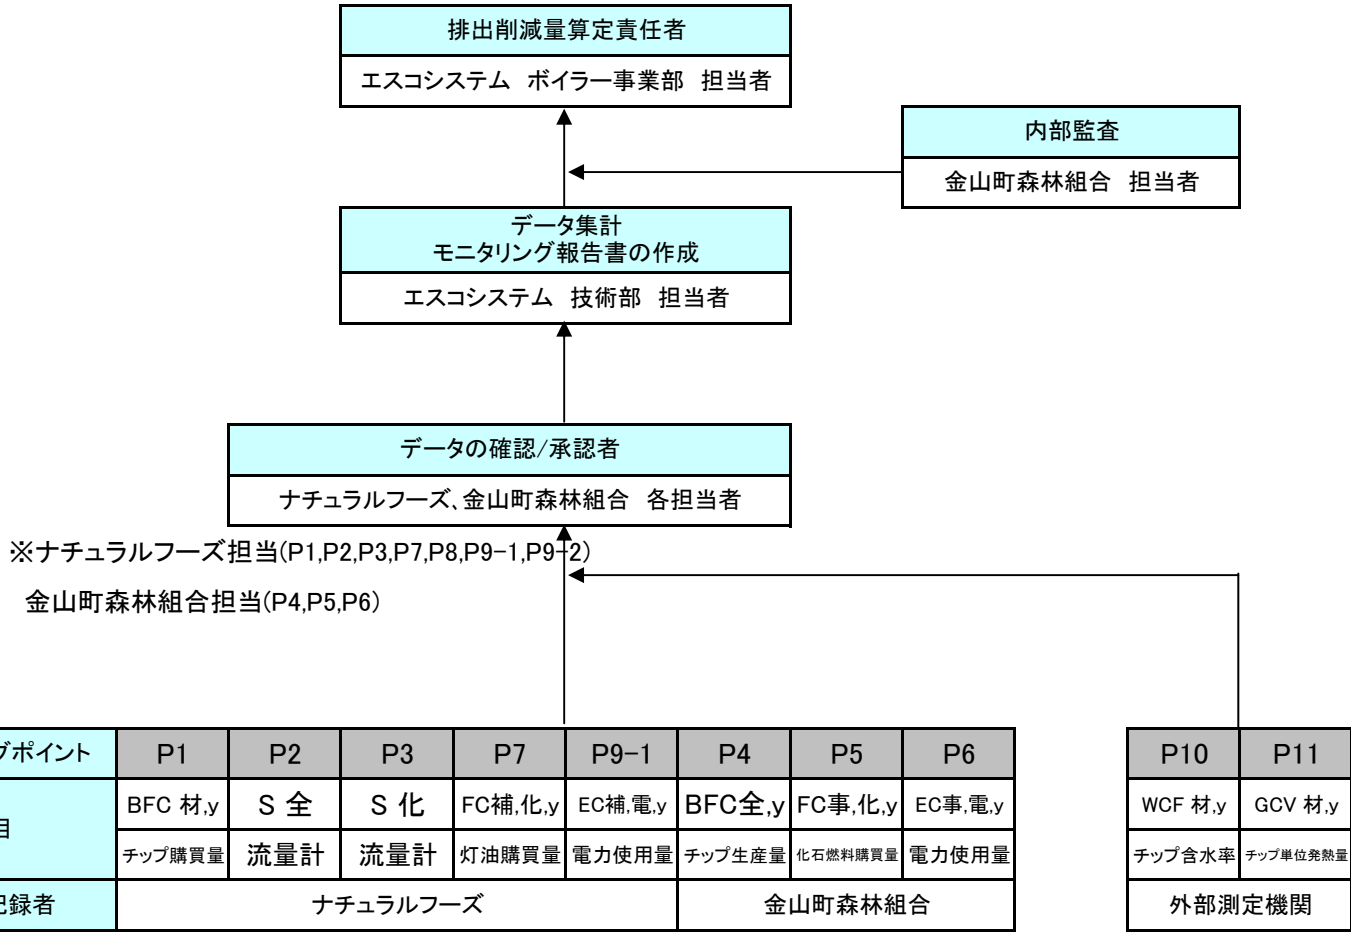 排出削減量算定責任者
エスコシステム ボイラー事業部 担当者
内部監査
金山町森林組合 担当者
データ集計
モニタリング報告書の作成
エスコシステム 技術部 担当者
データの確認/承認者
ナチュラルフーズ、金山町森林組合 各担当者
※ナチュラルフーズ担当(P1,P2,P3,P7,P8,P9-1,P9-2)
金山町森林組合担当(P4,P5,P6)
グポイント P1 P2 P3 P7 P9-1 P4 P5 P6 P10 P11
目 BFC 材,y S 全 S 化 FC補,化,y EC補,電,y BFC全,y FC事,化,y EC事,電,y WCF 材,y GCV 材,y
チップ購買量 流量計 流量計 灯油購買量 電力使用量 チップ生産量 化石燃料購買量 電力使用量 チップ含水率 チップ単位発熱量
記録者 ナチュラルフーズ 金山町森林組合 外部測定機関